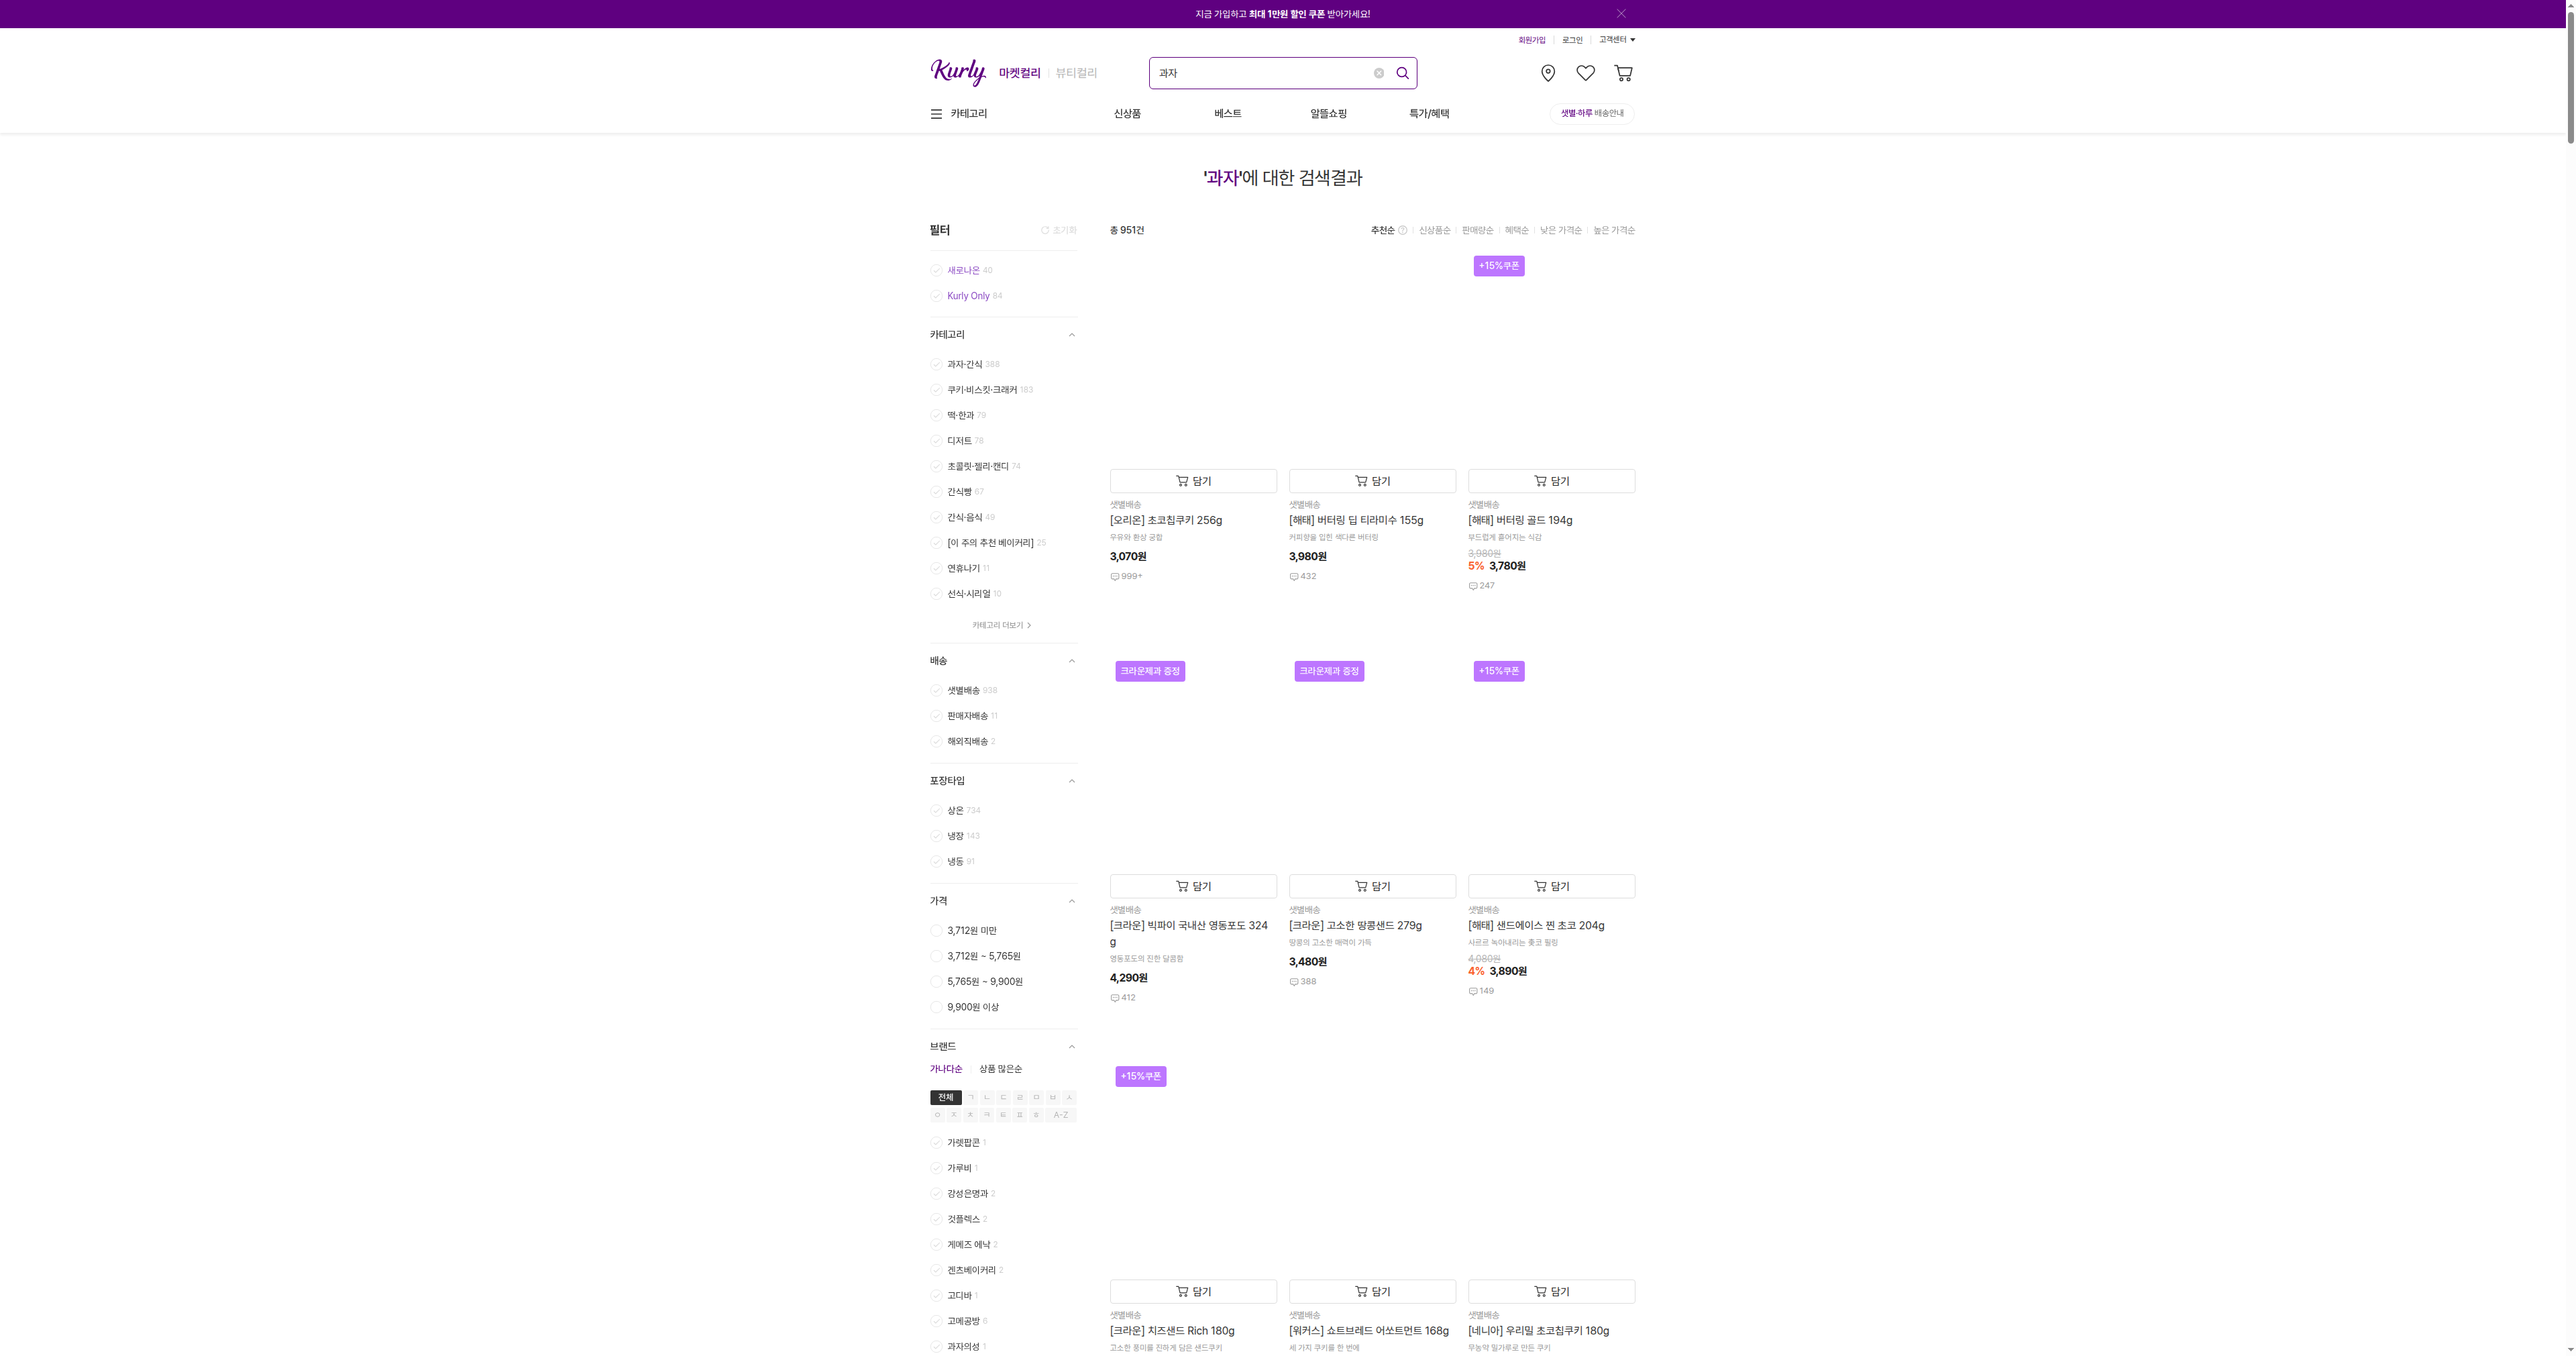 지금 가입하고 최대 1만원 할인 쿠폰 받아가세요!
회원가입 로그인 고객센터
Kurly 마켓컬리 뷰티컬리 과자
카테고리 신상품 베스트 알뜰쇼핑 특가/혜택 샛별·하루 배송안내
'과자'에 대한 검색결과
필터 초기화
총 951건 추천순 신상품순 판매량순 혜택순 낮은 가격순 높은 가격순
새로나온 40
Kurly Only 84
카테고리
과자·간식 388
쿠키·비스킷·크래커 183
떡·한과 79
디저트 78
초콜릿·젤리·캔디 74
간식빵 67
간식·음식 49
[이 주의 추천 베이커리] 25
연휴나기 11
선식·시리얼 10
카테고리 더보기
배송
샛별배송 938
판매자배송 11
해외직배송 2
포장타입
상온 734
냉장 143
냉동 91
가격
3,712원 미만
3,712원 ~ 5,765원
5,765원 ~ 9,900원
9,900원 이상
브랜드
가나다순 상품 많은순
전체 ㄱ ㄴ ㄷ ㄹ ㅁ ㅂ ㅅ
ㅇ ㅈ ㅊ ㅋ ㅌ ㅍ ㅎ A-Z
가렛팝콘 1
가루비 1
강성은명과 2
것플렉스 2
게메즈 에낙 2
겐츠베이커리 2
고디바 1
고메공방 6
과자의성 1
+15%쿠폰
담기 담기 담기
샛별배송 샛별배송 샛별배송
[오리온] 초코칩쿠키 256g [해태] 버터링 딥 티라미수 155g [해태] 버터링 골드 194g
우유와 환상 궁합 커피향을 입힌 색다른 버터링 부드럽게 흩어지는 식감
3,070원 3,980원 3,980원
5% 3,780원
999+ 432 247
크라운제과 증정 크라운제과 증정 +15%쿠폰
담기 담기 담기
샛별배송 샛별배송 샛별배송
[크라운] 빅파이 국내산 영동포도 324 [크라운] 고소한 땅콩샌드 279g [해태] 샌드에이스 찐 초코 204g
g 땅콩의 고소한 매력이 가득 사르르 녹아내리는 촟코 필링
영동포도의 진한 달콤함 3,480원 4,080원
4,290원 4% 3,890원
412 388 149
+15%쿠폰
담기 담기 담기
샛별배송 샛별배송 샛별배송
[크라운] 치즈샌드 Rich 180g [워커스] 쇼트브레드 어쏘트먼트 168g [네니아] 우리밀 초코칩쿠키 180g
고소한 풍미를 진하게 담은 샌드쿠키 세 가지 쿠키를 한 번에 무농약 밀가루로 만든 쿠키